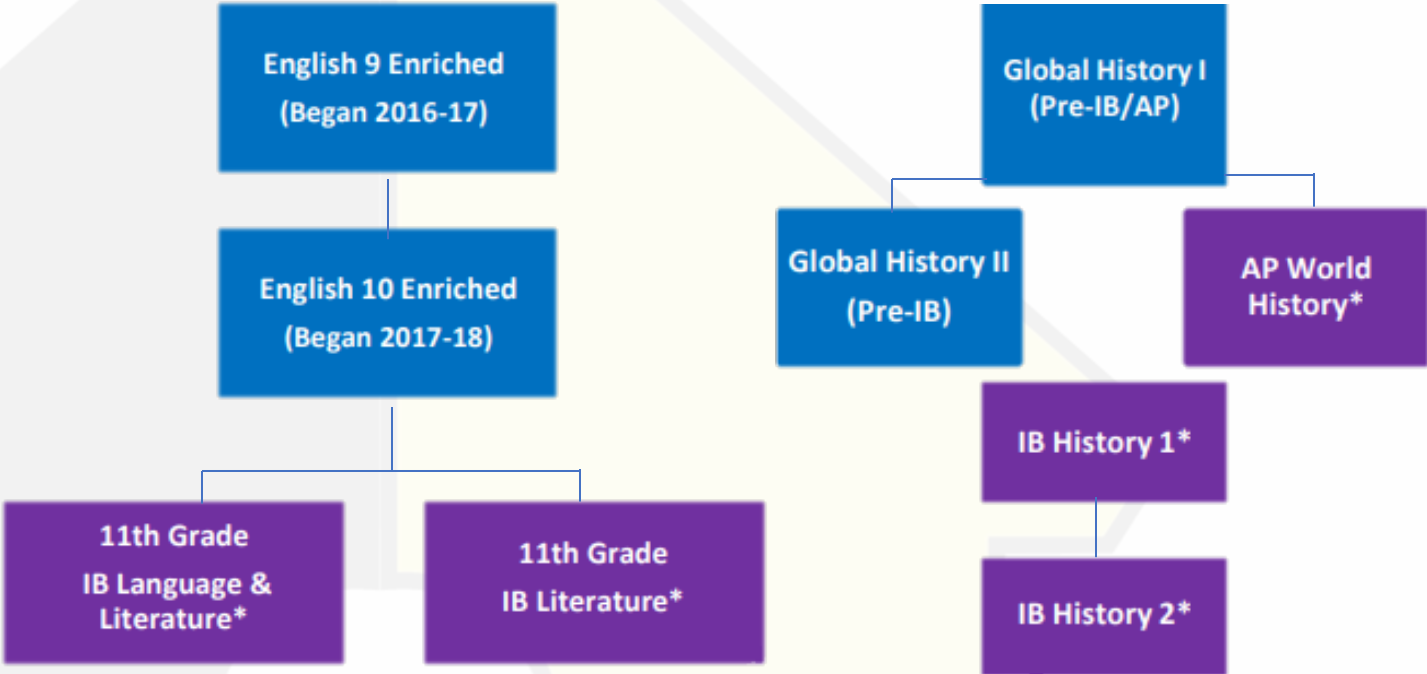 English 9 Enriched
(Began 2016-17)
English 10 Enriched
(Began 2017-18)
11th Grade
IB Language &
Literature*
11th Grade
IB Literature*
Global History I
(Pre-IB/AP)
Global History II
(Pre-IB)
AP World
History*
IB History 1*
IB History 2*